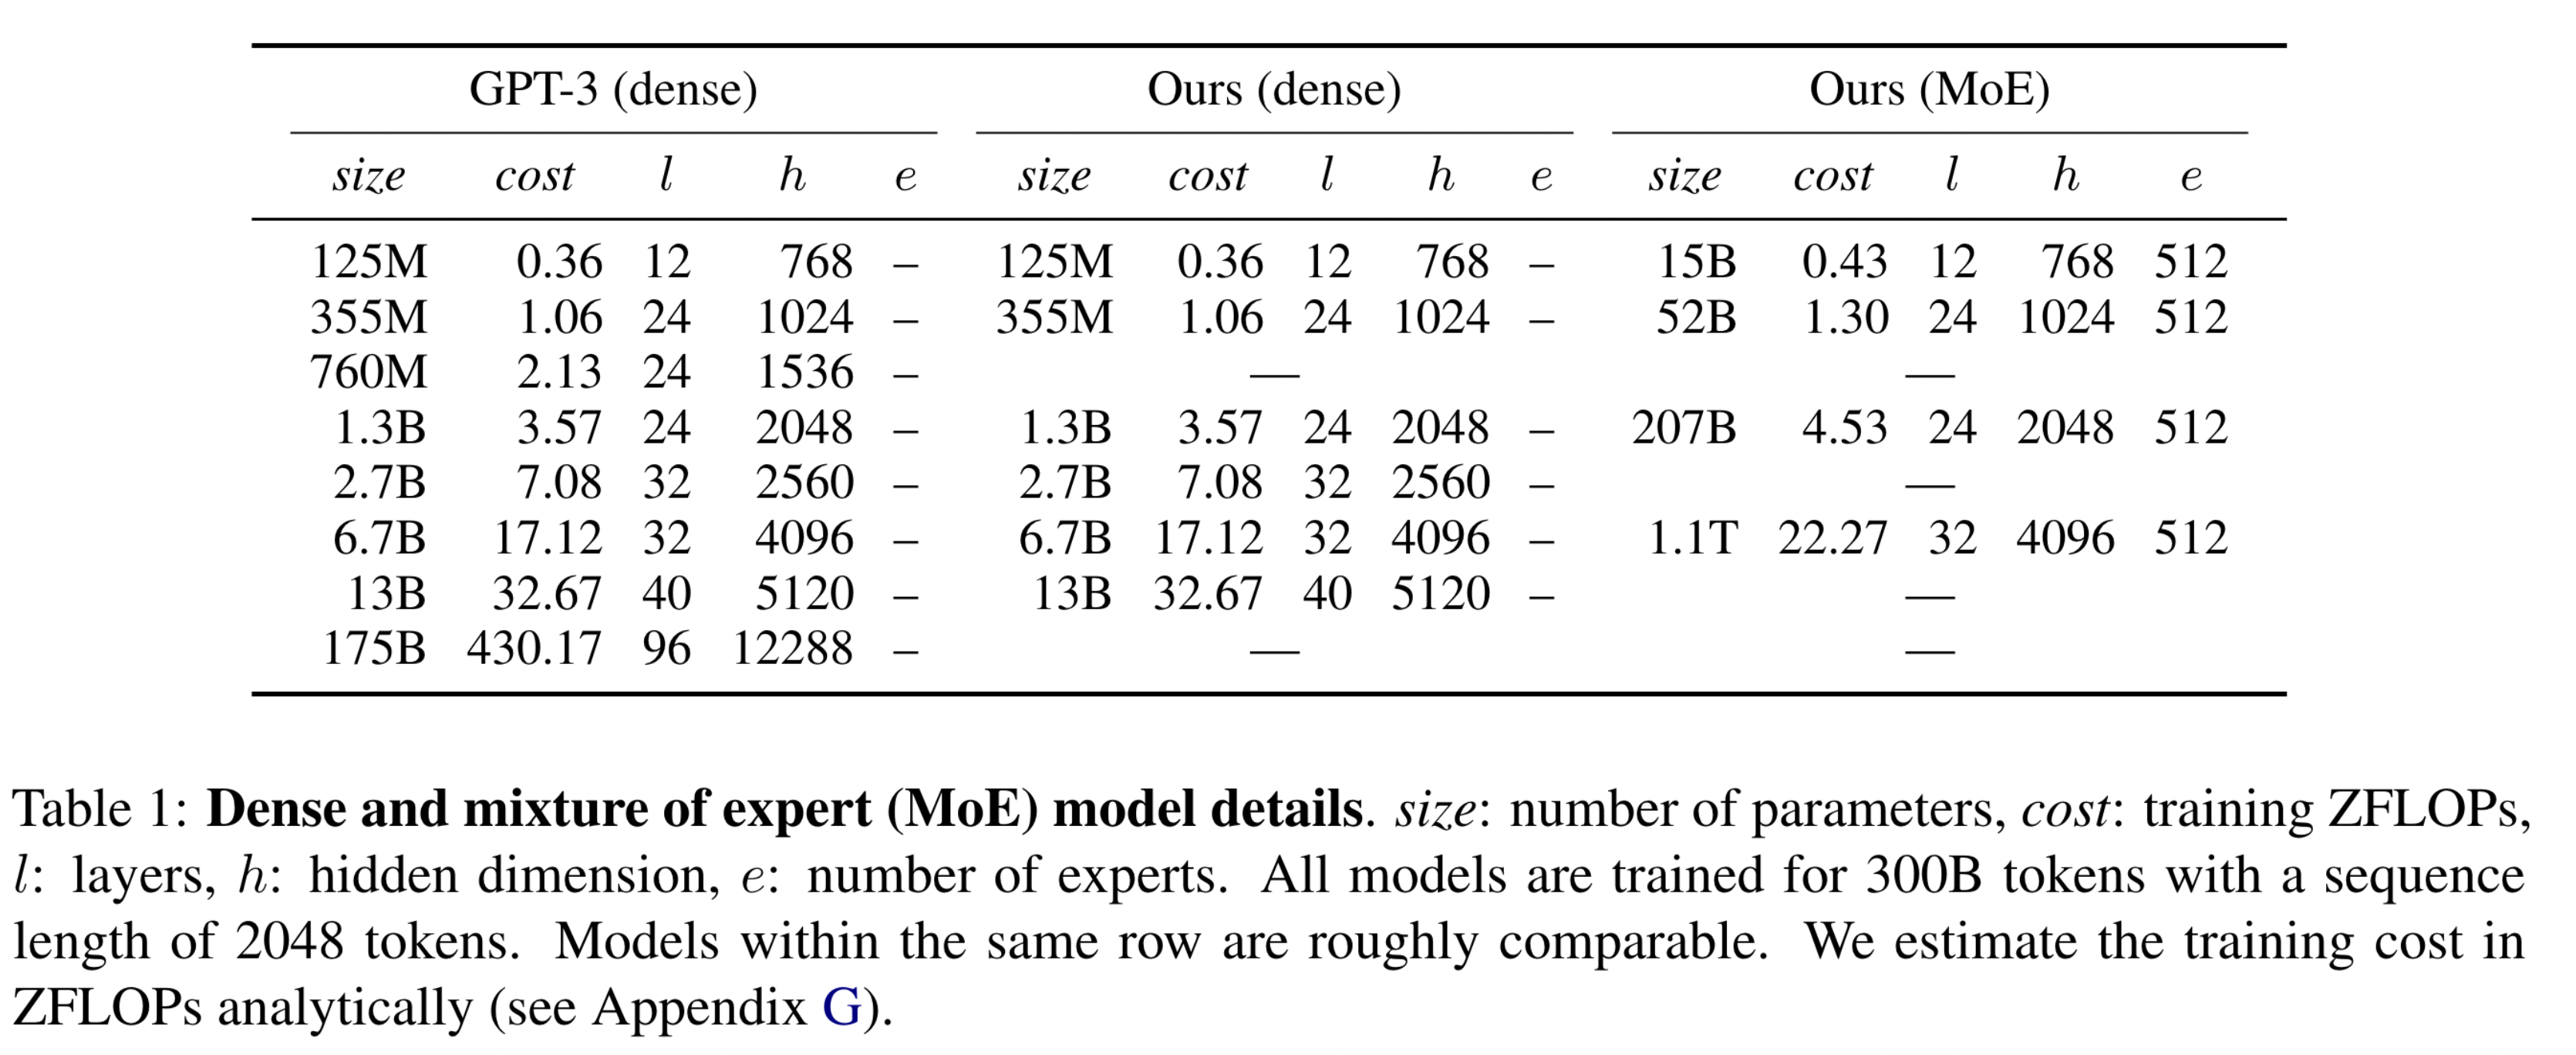 GPT-3 (dense) Ours (dense) Ours (MoE)
size cost l h e size cost l h e size cost l h e
125M 0.36 12 768 – 125M 0.36 12 768 – 15B 0.43 12 768 512
355M 1.06 24 1024 – 355M 1.06 24 1024 – 52B 1.30 24 1024 512
760M 2.13 24 1536 – — —
1.3B 3.57 24 2048 – 1.3B 3.57 24 2048 – 207B 4.53 24 2048 512
2.7B 7.08 32 2560 – 2.7B 7.08 32 2560 – —
6.7B 17.12 32 4096 – 6.7B 17.12 32 4096 – 1.1T 22.27 32 4096 512
13B 32.67 40 5120 – 13B 32.67 40 5120 – —
175B 430.17 96 12288 – — —
Table 1: Dense and mixture of expert (MoE) model details. size: number of parameters, cost: training ZFLOPs,
l: layers, h: hidden dimension, e: number of experts. All models are trained for 300B tokens with a sequence
length of 2048 tokens. Models within the same row are roughly comparable. We estimate the training cost in
ZFLOPs analytically (see Appendix G).